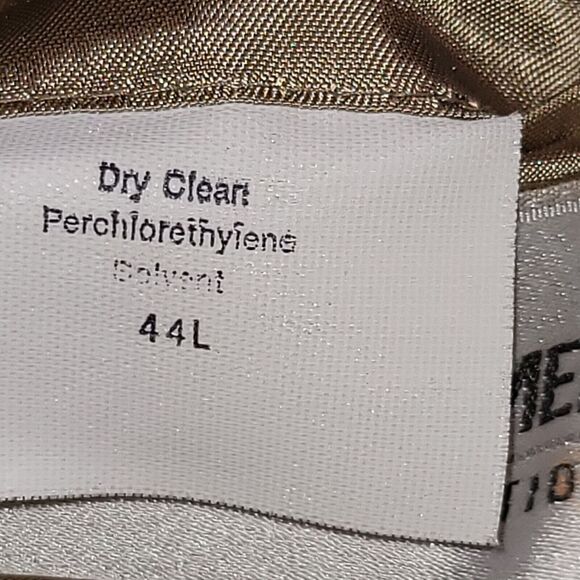 Dry Clean
Perchlorethylene
Solvent
44L